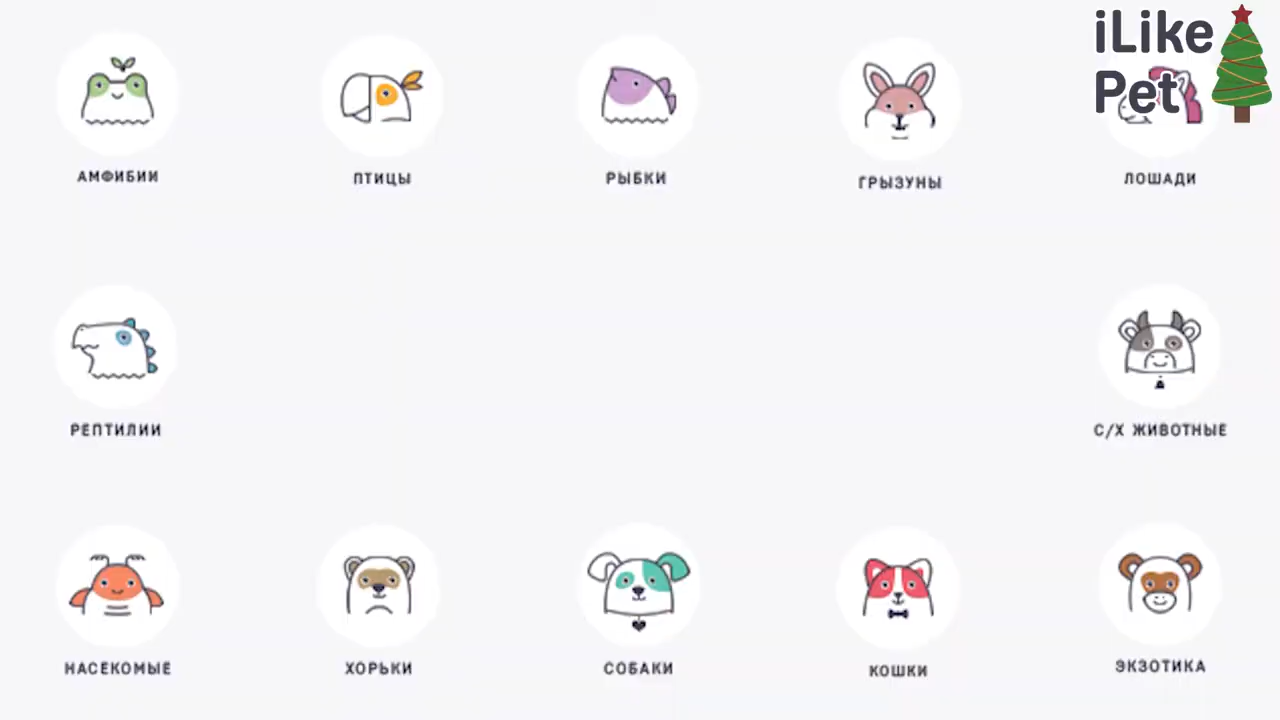 iLike
Pet
АМФИБИИ
ПТИЦЫ
РЫБКИ
ГРЫЗУНЫ
ЛОШАДИ
РЕПТИЛИИ
С/Х ЖИВОТНЫЕ
НАСЕКОМЫЕ
ХОРЬКИ
СОБАКИ
КОШКИ
ЭКЗОТИКА